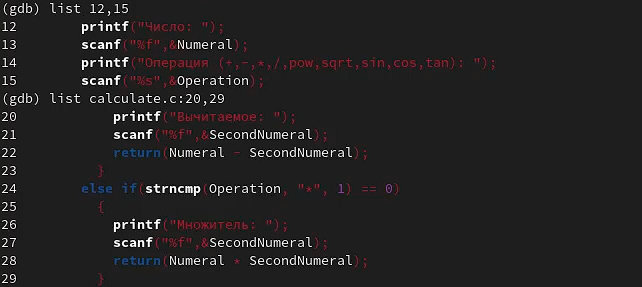 (gdb) list 12,15
12 printf("Число: ");
13 scanf("%f",&Numeral);
14 printf("Операция (+,-,*,/,pow,sqrt,sin,cos,tan): ");
15 scanf("%s",&Operation);
(gdb) list calculate.c:20,29
20 printf("Вычитаемое: ");
21 scanf("%f",&SecondNumeral);
22 return(Numeral - SecondNumeral);
23 }
24 else if(strncmp(Operation, "*", 1) == 0)
25 {
26 printf("Множитель: ");
27 scanf("%f",&SecondNumeral);
28 return(Numeral * SecondNumeral);
29 }